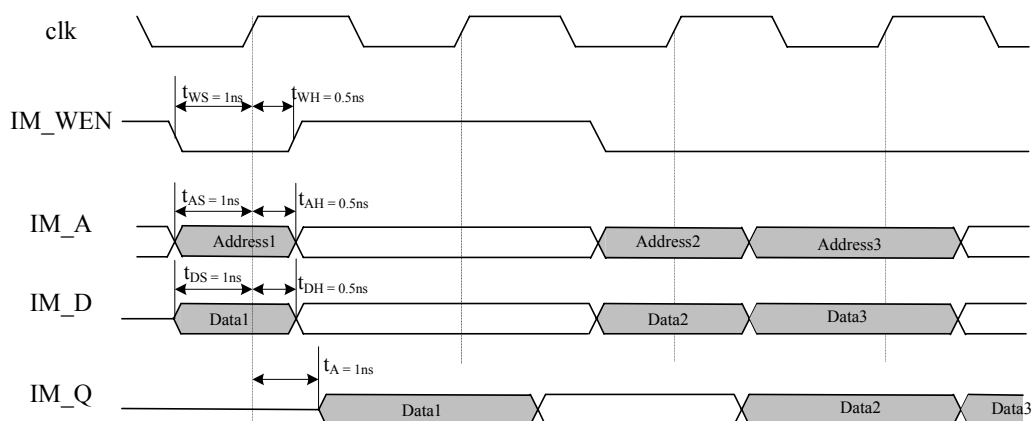 clk
tWS = 1ns
tWH = 0.5ns
IM_WEN
tAS = 1ns
tAH = 0.5ns
IM_A
Address1
Address2
Address3
tDS = 1ns
tDH = 0.5ns
IM_D
Data1
Data2
Data3
tA = 1ns
IM_Q
Data1
Data2
Data3